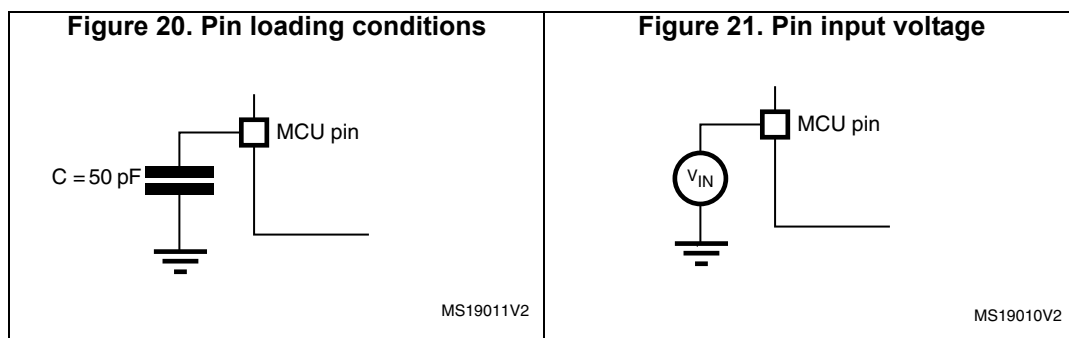 Figure 20. Pin loading conditions
MCU pin
C = 50 pF
MS19011V2
Figure 21. Pin input voltage
MCU pin
VIN
MS19010V2